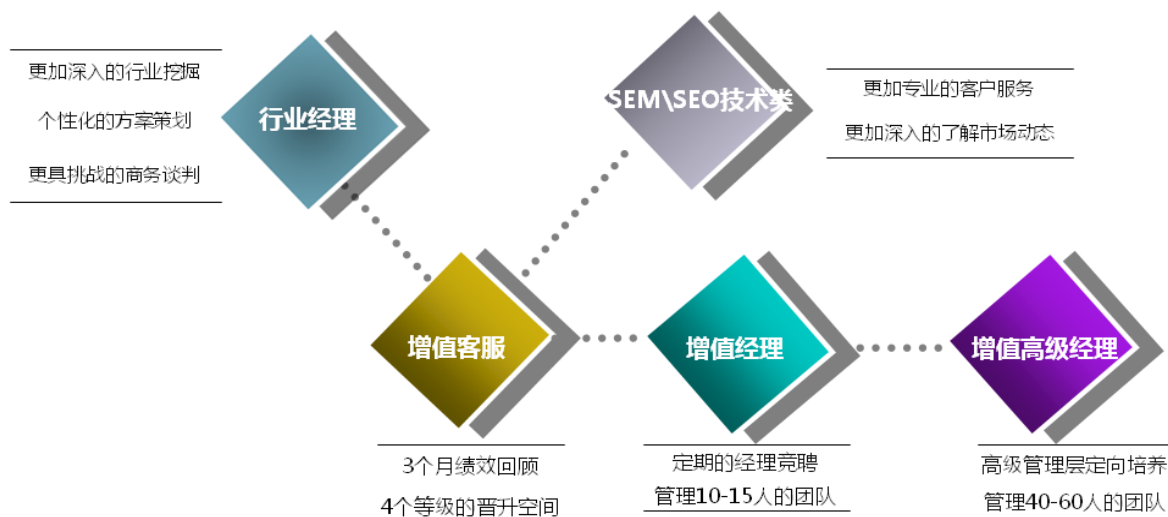 更加深入的行业挖掘
个性化的方案策划
更具挑战的商务谈判
行业经理
SEM\SEO技术类
更加专业的客户服务
更加深入的了解市场动态
增值客服
增值经理
增值高级经理
3个月绩效回顾
4个等级的晋升空间
定期的经理竞聘
管理10-15人的团队
高级管理层定向培养
管理40-60人的团队